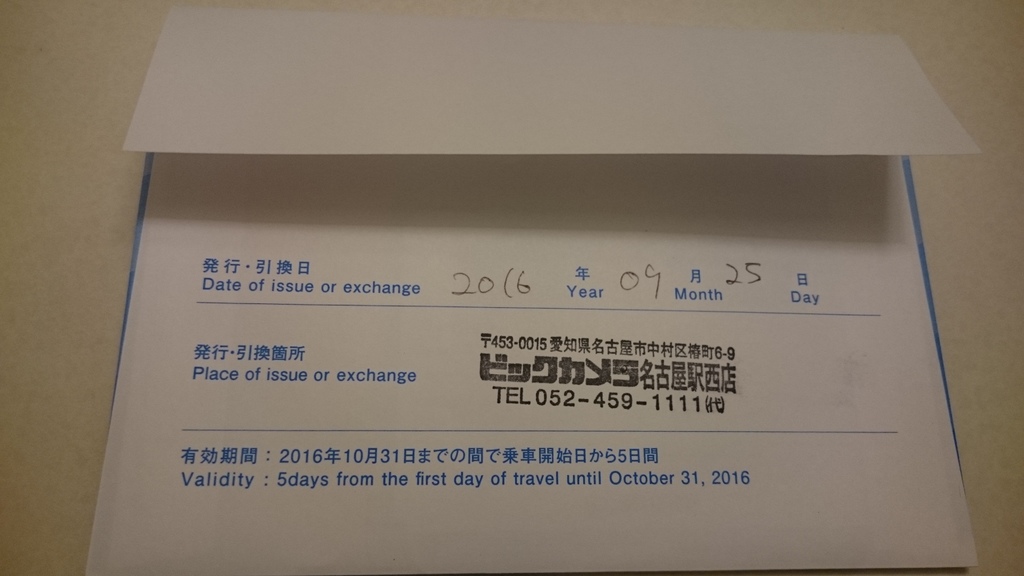 発行・引換日
Date of issue or exchange 2016 年 Year 09 月 Month 25 日 Day
〒453-0015 愛知県名古屋市中村区椿町6-9
発行・引換箇所
Place of issue or exchange
ビックカメラ名古屋駅西店
TEL 052-459-1111㈹
有効期間：2016年10月31日までの間で乗車開始日から5日間
Validity : 5days from the first day of travel until October 31, 2016